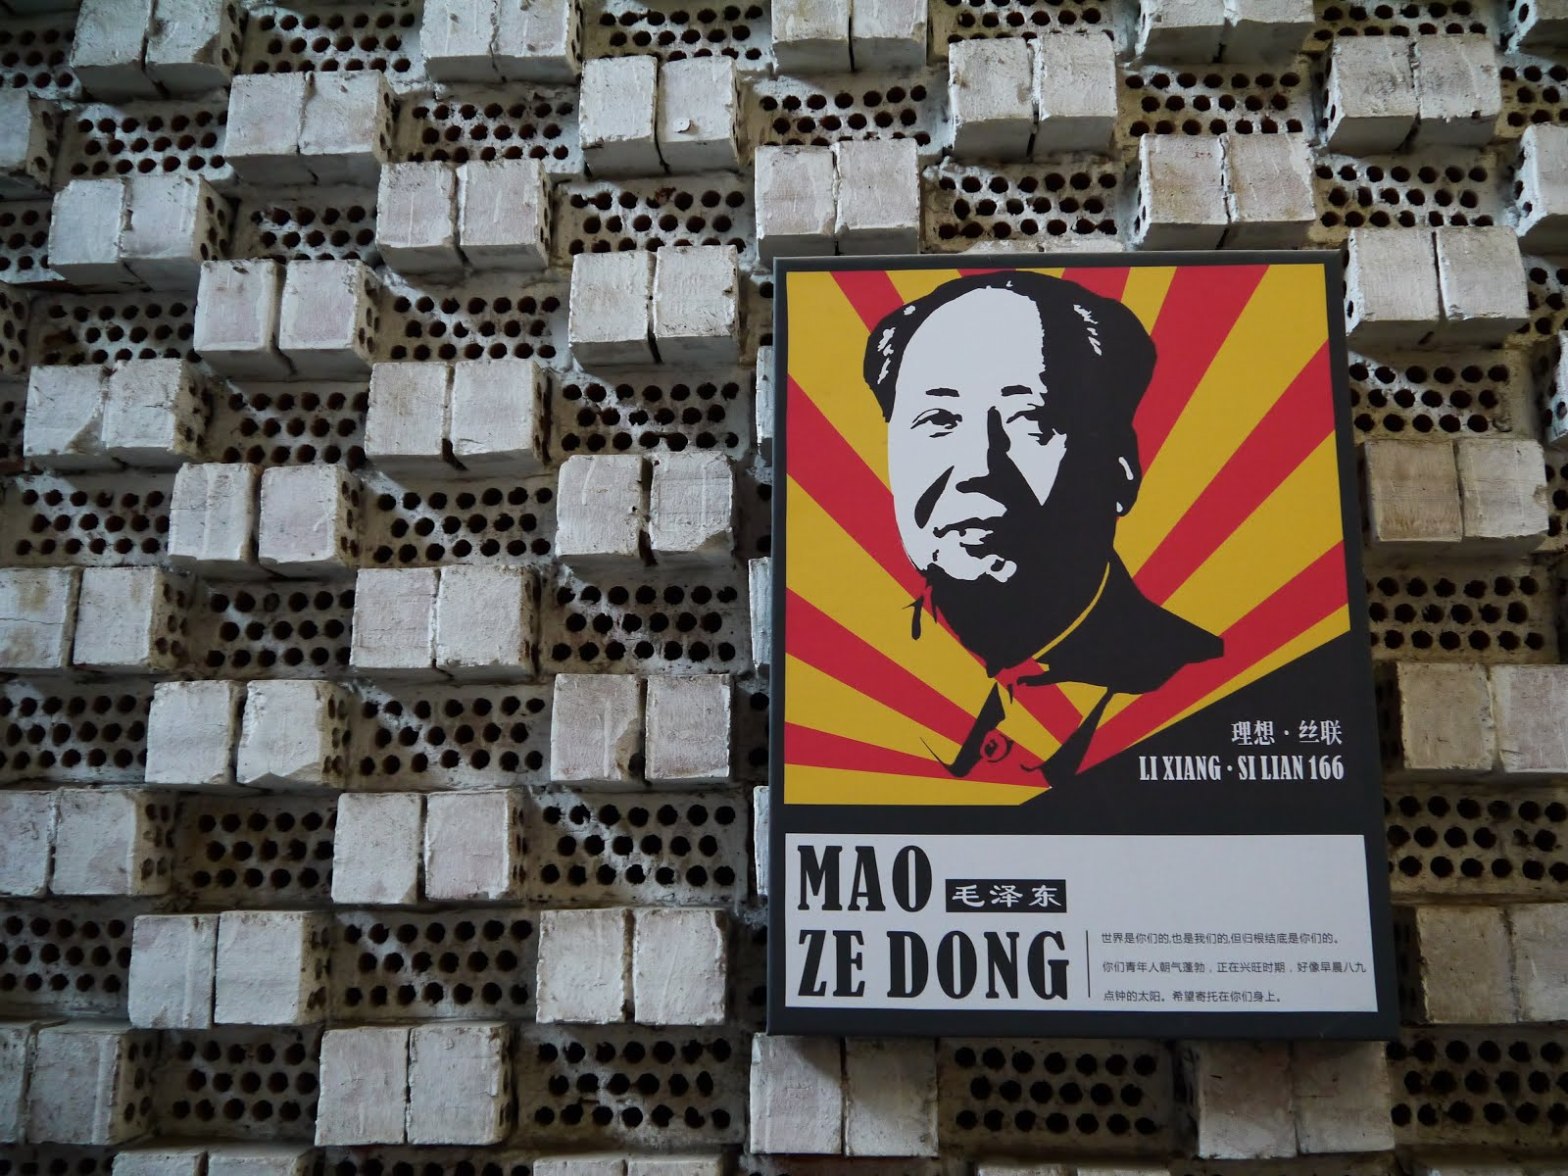 理想·丝联
LI XIANG·SI LIAN 166
MAO
毛泽东
ZE DONG
世界是你们的,也是我们的,但归根结底是你们的。
你们青年人朝气蓬勃，正在兴旺时期，好像早晨八九
点钟的太阳。希望寄托在你们身上。